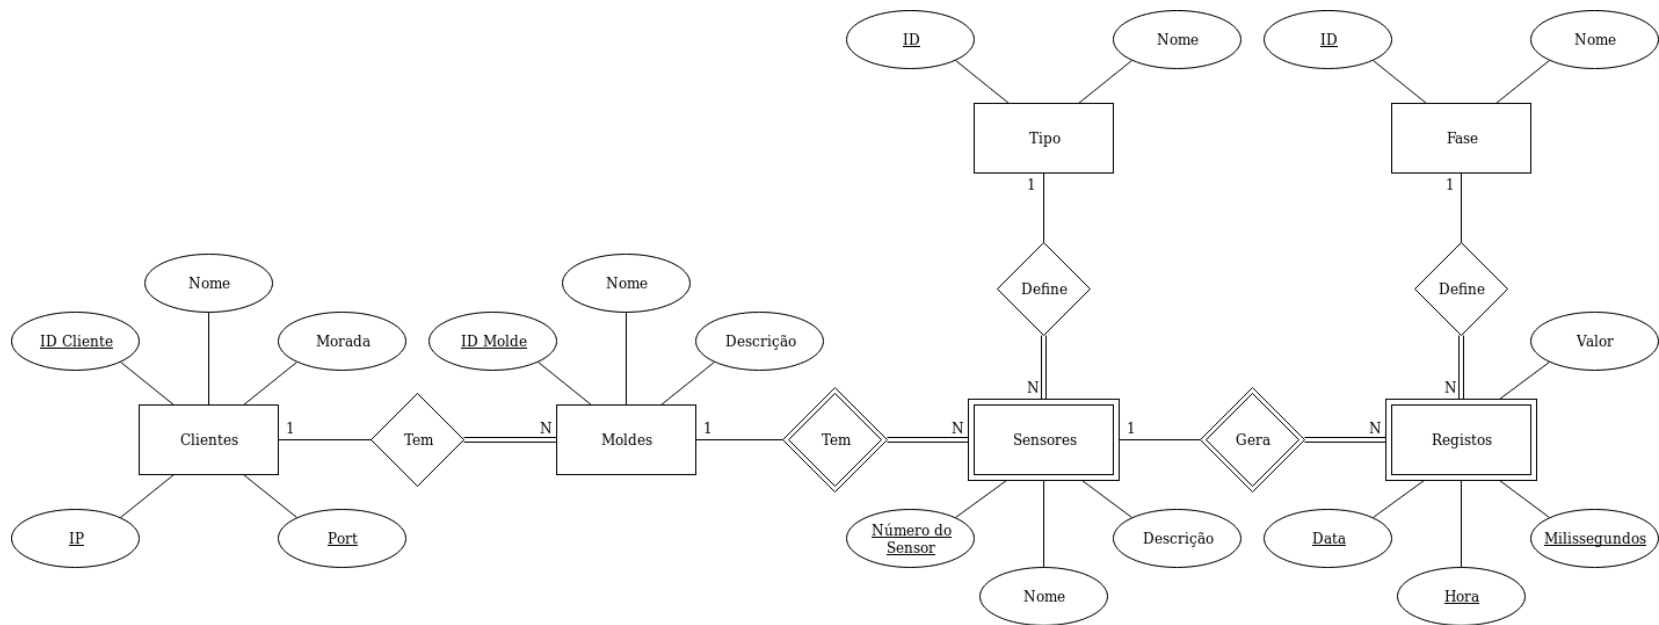 ID
Nome
ID
Nome
Tipo
Fase
1
1
Nome
Nome
Define
Define
ID Cliente
Morada
ID Molde
Descrição
Valor
N
N
Clientes
1
Tem
N
Moldes
1
Tem
N
Sensores
1
Gera
N
Registos
IP
Port
Número do
Sensor
Descrição
Data
Milissegundos
Nome
Hora